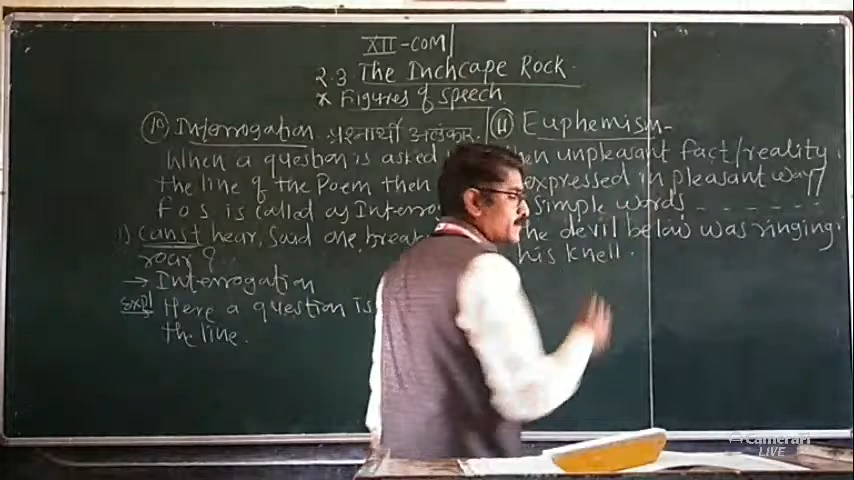 XII-COM
2.3 The Inchcape Rock.
* Figures of speech
10) Interrogation प्रश्नार्थी अलंकार.
When a question is asked
the line of the Poem then
F O S. is called as Interro
1) Canst hear, said one, brea
roar?
→ Interrogation
Expl Here a question is
the line.
11) Euphemism-
en unpleasant fact/reality
expressed in pleasant way/
simple words - - - - - - -
he devil below was ringing
his knell.
Camerafi
LIVE